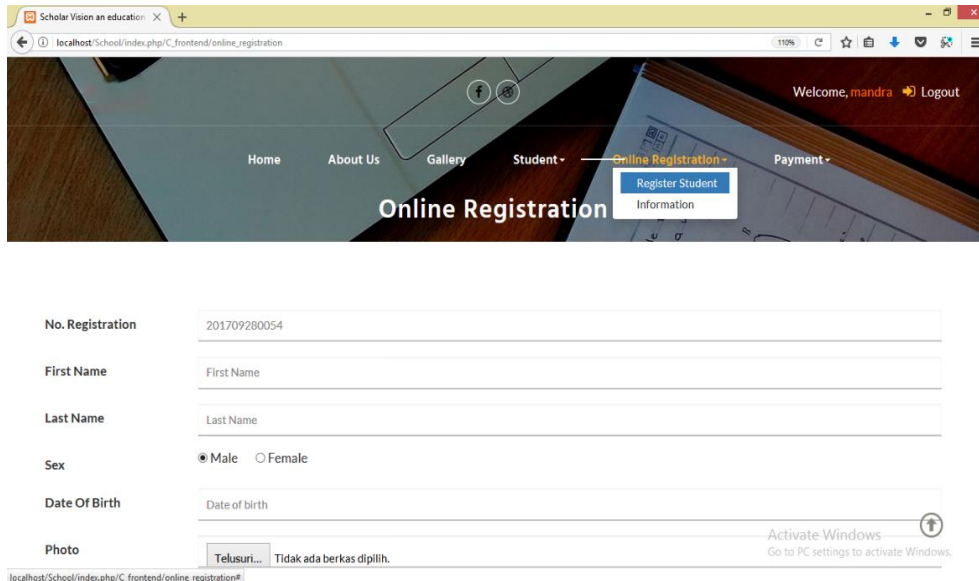 Scholar Vision an education
localhost/School/index.php/C_frontend/online_registration
110%
Welcome, mandra Logout
Home About Us Gallery Student Online Registration Payment
Register Student
Information
Online Registration
No. Registration 201709280054
First Name First Name
Last Name Last Name
Sex Male Female
Date Of Birth Date of birth
Photo Telusuri... Tidak ada berkas dipilih.
Activate Windows
Go to PC settings to activate Windows.
localhost/School/index.php/C_frontend/online_registration#